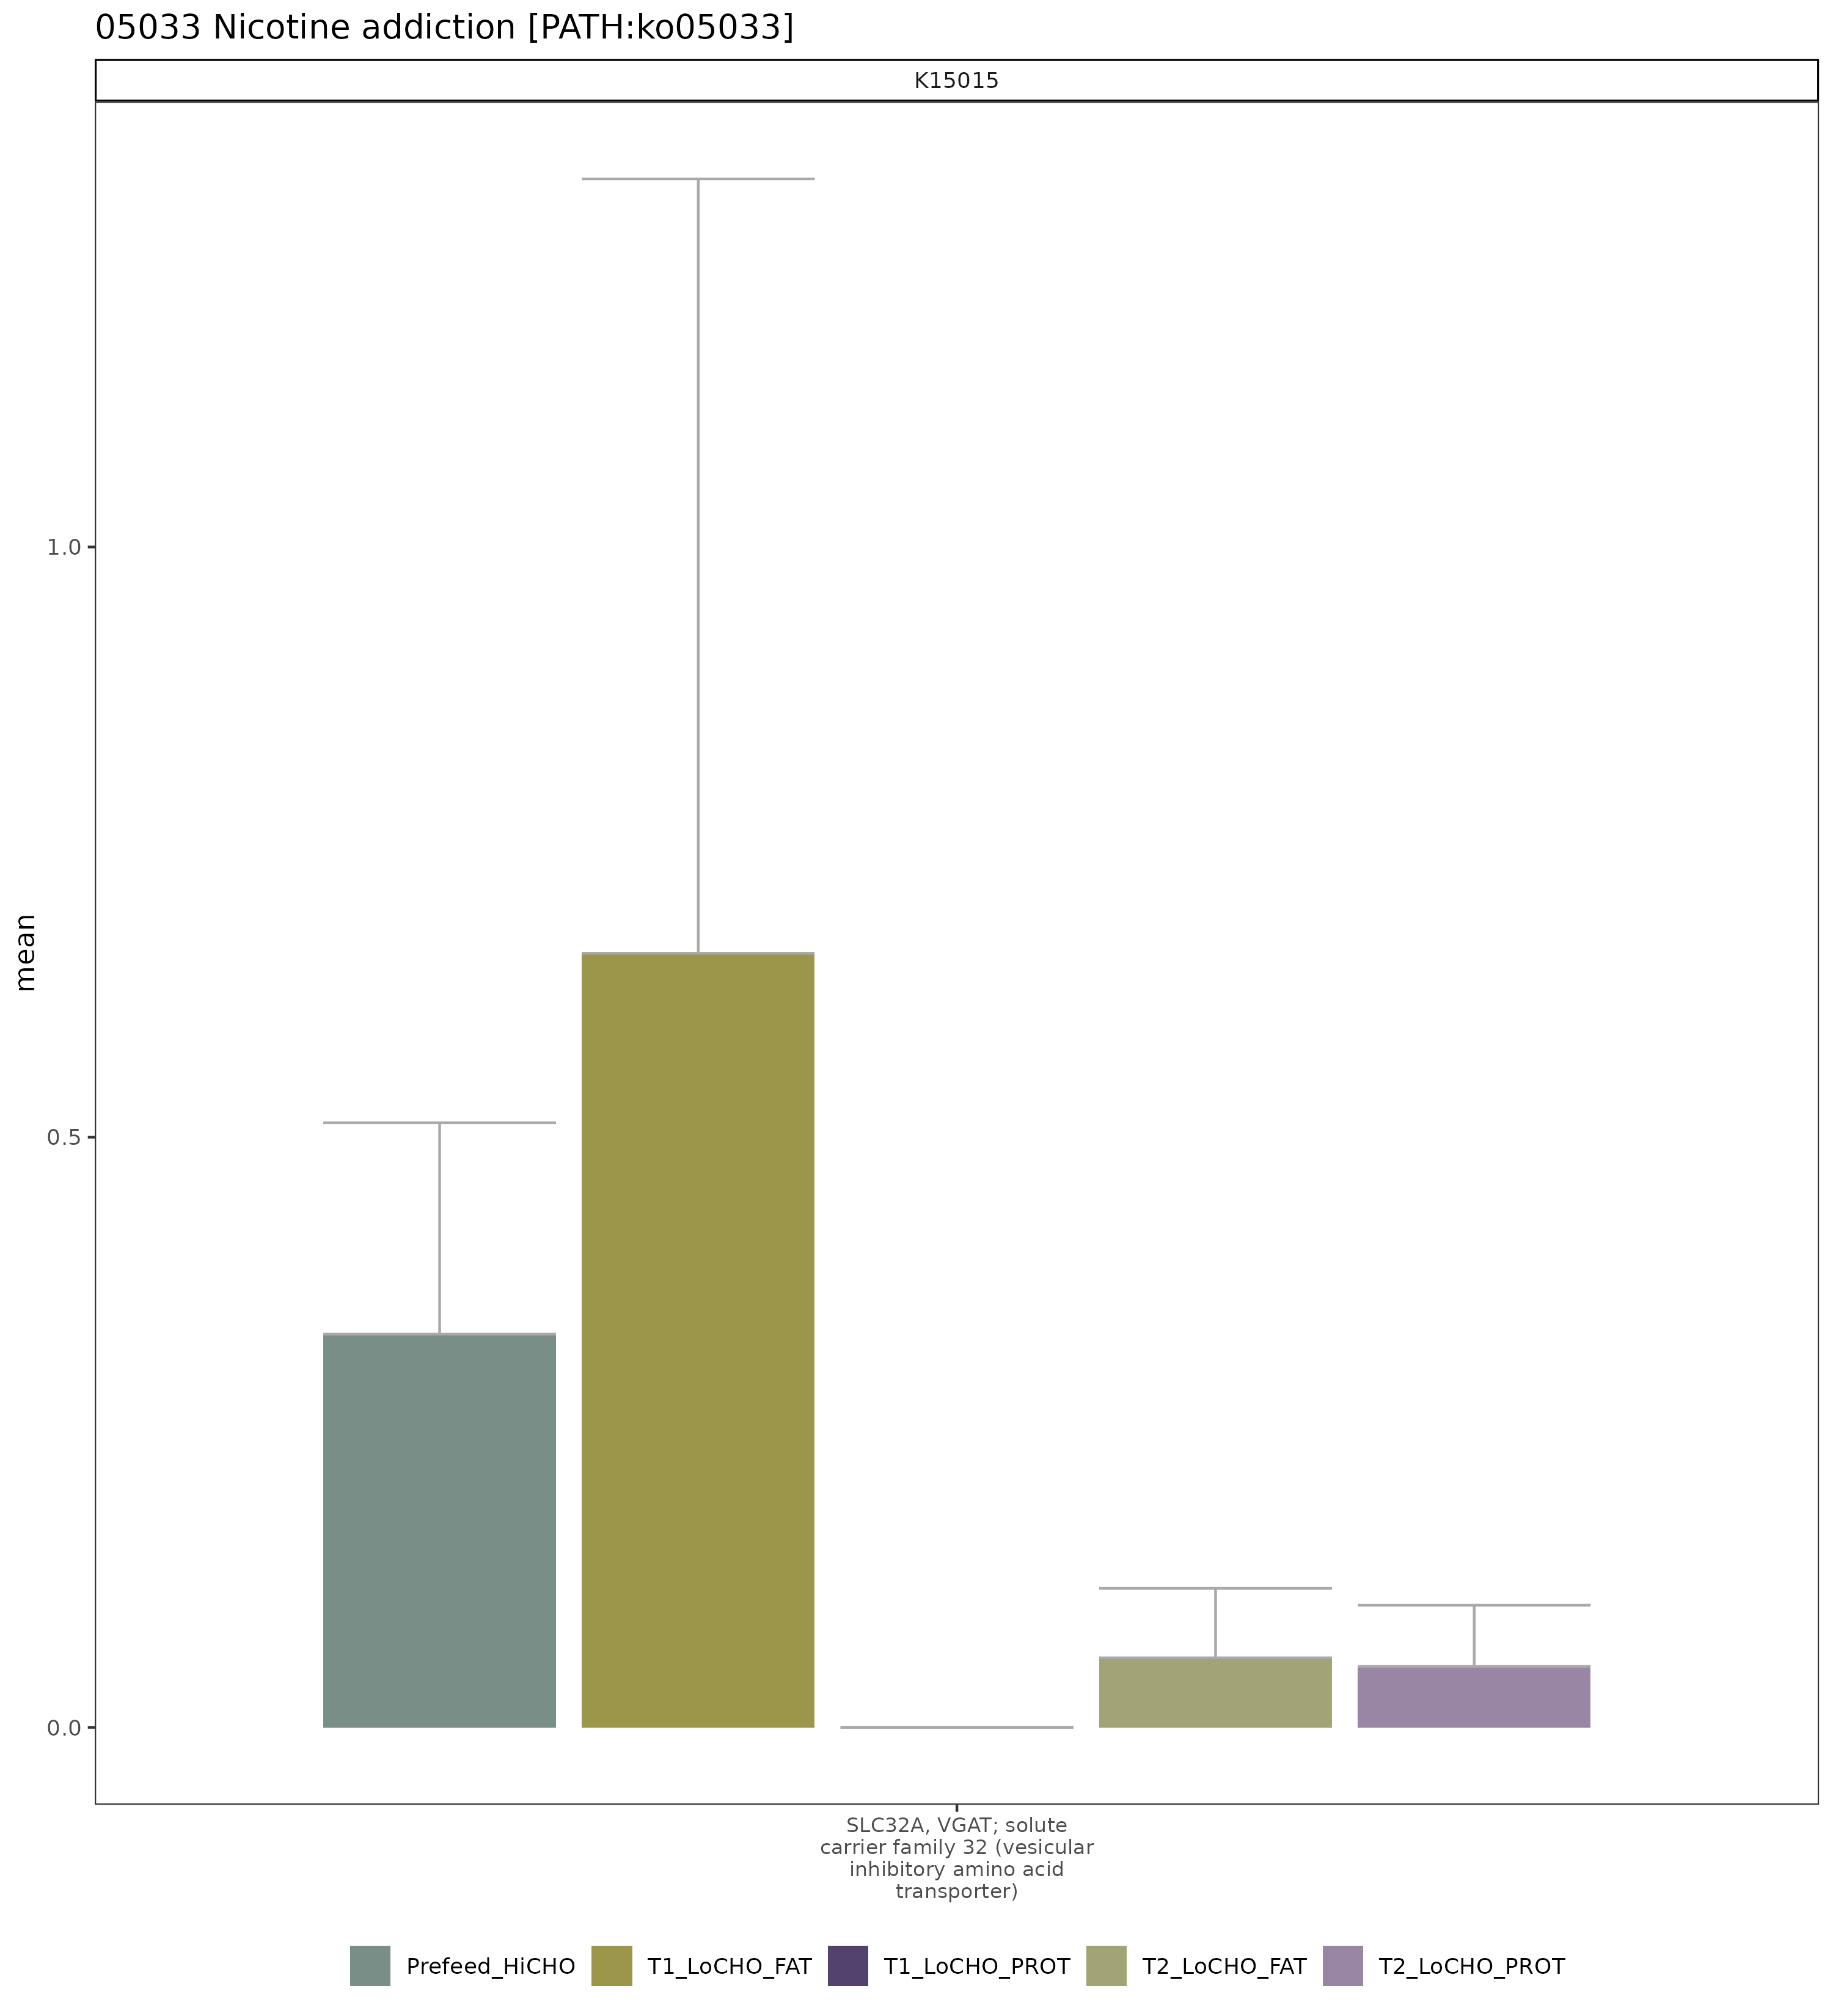 05033 Nicotine addiction [PATH:ko05033]
K15015
1.0
0.5
0.0
mean
SLC32A, VGAT; solute
carrier family 32 (vesicular
inhibitory amino acid
transporter)
Prefeed_HiCHO T1_LoCHO_FAT T1_LoCHO_PROT T2_LoCHO_FAT T2_LoCHO_PROT